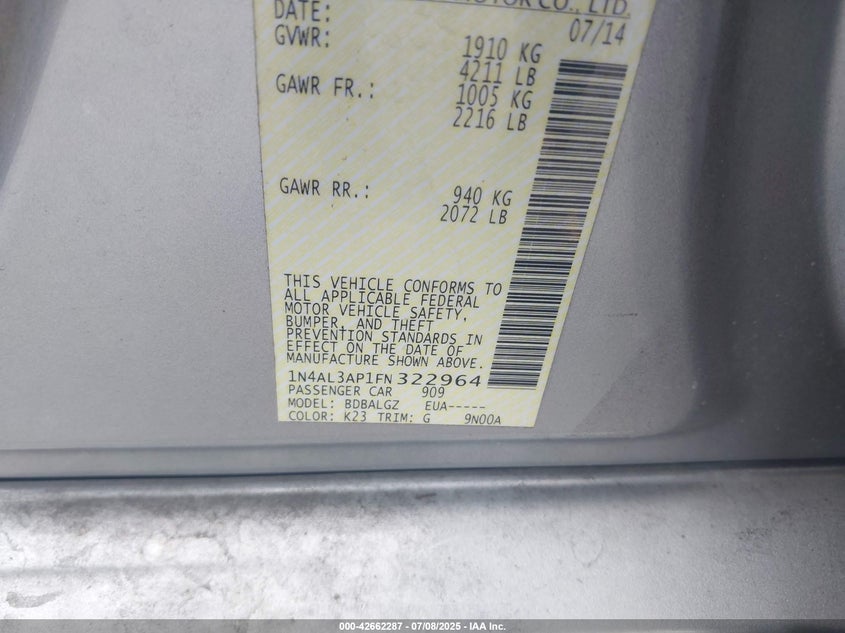 MOTOR CO., LTD.
DATE: 07/14
GVWR: 1910 KG
4211 LB
GAWR FR.: 1005 KG
2216 LB
GAWR RR.: 940 KG
2072 LB
THIS VEHICLE CONFORMS TO
ALL APPLICABLE FEDERAL
MOTOR VEHICLE SAFETY,
BUMPER, AND THEFT
PREVENTION STANDARDS IN
EFFECT ON THE DATE OF
MANUFACTURE SHOWN ABOVE.
1N4AL3AP1FN322964
PASSENGER CAR 909
MODEL: BDBALGZ EUA-----
COLOR: K23 TRIM: G 9N00A
000-42662287 - 07/08/2025 - IAA Inc.